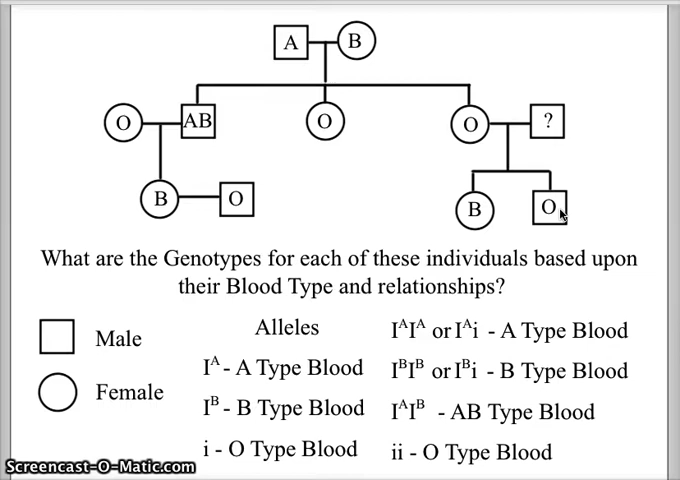 A B
O AB O O ?
B O B O
What are the Genotypes for each of these individuals based upon
their Blood Type and relationships?
Male
Female
Alleles
Iᴬ - A Type Blood
Iᴮ - B Type Blood
i - O Type Blood
IᴬIᴬ or Iᴬi - A Type Blood
IᴮIᴮ or Iᴮi - B Type Blood
IᴬIᴮ - AB Type Blood
ii - O Type Blood
Screencast-O-Matic.com